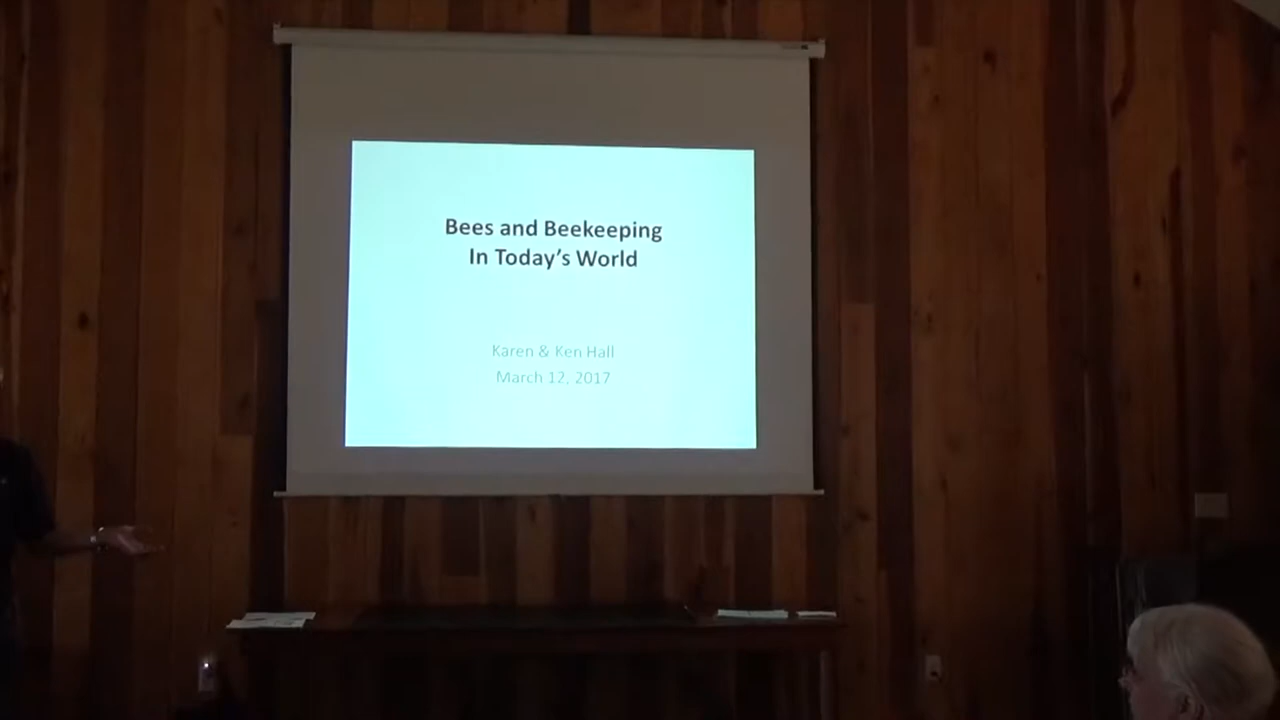 Bees and Beekeeping
In Today's World
Karen & Ken Hall
March 12, 2017